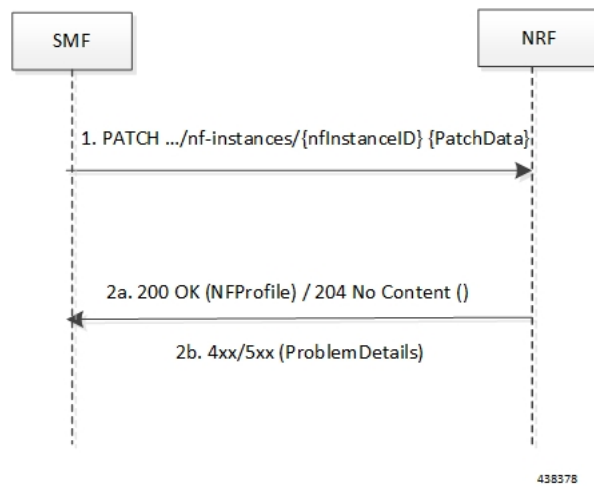 SMF
NRF
1. PATCH .../nf-instances/{nfInstanceID} {PatchData}
2a. 200 OK (NFProfile) / 204 No Content ()
2b. 4xx/5xx (ProblemDetails)
438378